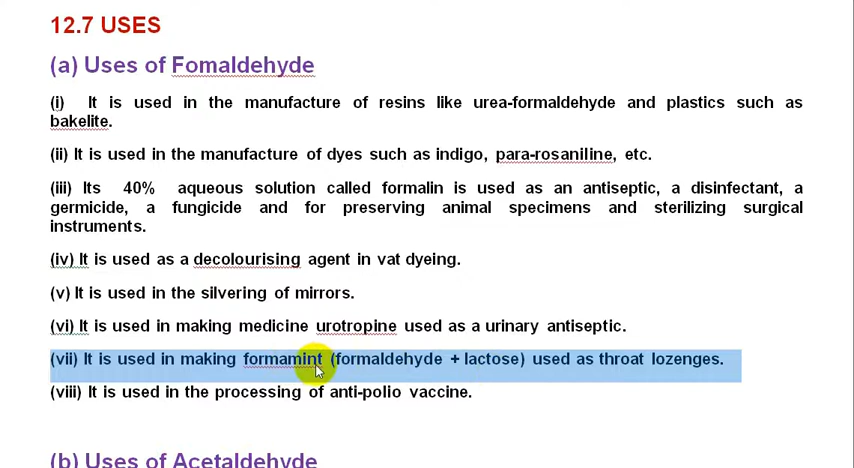 12.7 USES
(a) Uses of Fomaldehyde
(i) It is used in the manufacture of resins like urea-formaldehyde and plastics such as
bakelite.
(ii) It is used in the manufacture of dyes such as indigo, para-rosaniline, etc.
(iii) Its 40% aqueous solution called formalin is used as an antiseptic, a disinfectant, a
germicide, a fungicide and for preserving animal specimens and sterilizing surgical
instruments.
(iv) It is used as a decolourising agent in vat dyeing.
(v) It is used in the silvering of mirrors.
(vi) It is used in making medicine urotropine used as a urinary antiseptic.
(vii) It is used in making formamint (formaldehyde + lactose) used as throat lozenges.
(viii) It is used in the processing of anti-polio vaccine.
(b) Uses of Acetaldehyde